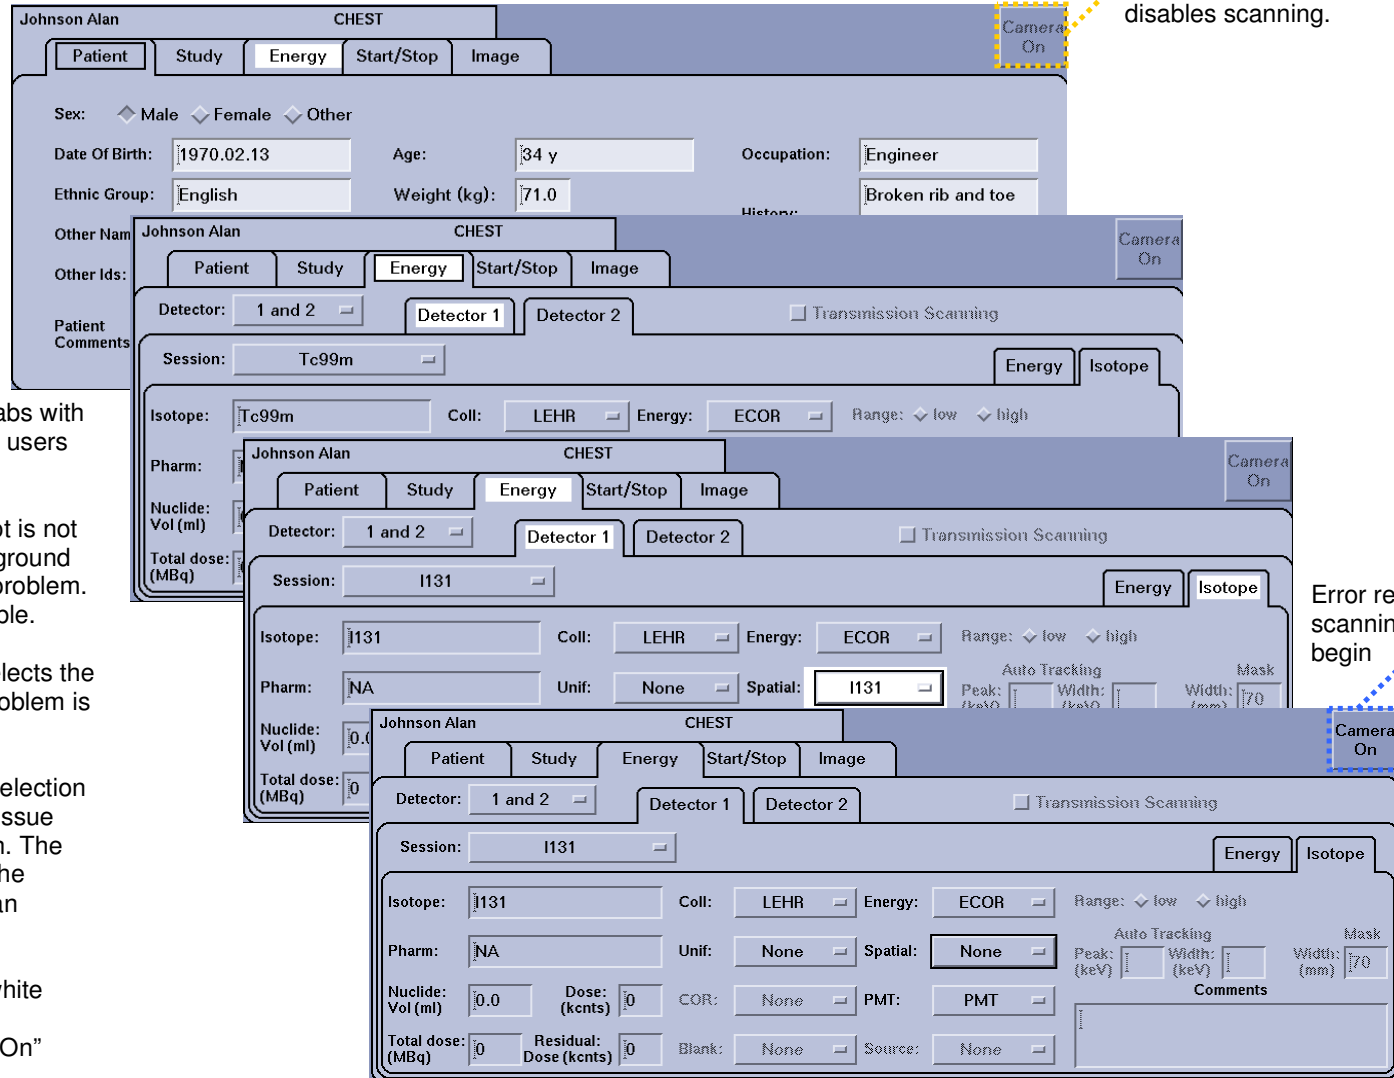 disables scanning.
Johnson Alan CHEST
Camera On
Patient Study Energy Start/Stop Image
Sex: Male Female Other
Date Of Birth: 1970.02.13 Age: 34 y Occupation: Engineer
Ethnic Group: English Weight (kg): 71.0 Broken rib and toe
History:
Other Nam
Other Ids:
Patient
Comments
Johnson Alan CHEST
Camera On
Patient Study Energy Start/Stop Image
Detector: 1 and 2 Detector 1 Detector 2 Transmission Scanning
Session: Tc99m Energy Isotope
Isotope: Tc99m Coll: LEHR Energy: ECOR Range: low high
Pharm:
Nuclide:
Vol (ml)
Total dose:
(MBq)
abs with
users
ot is not
ground
problem.
ble.
elects the
oblem is
election
issue
n. The
he
an
white
On"
Johnson Alan CHEST
Camera On
Patient Study Energy Start/Stop Image
Detector: 1 and 2 Detector 1 Detector 2 Transmission Scanning
Session: I131 Energy Isotope
Isotope: I131 Coll: LEHR Energy: ECOR Range: low high
Auto Tracking Mask
Pharm: NA Unif: None Spatial: I131 Peak: Width: Width: 70
(keV) (keV) (mm)
Nuclide:
Vol (ml) 0.0
Total dose:
(MBq) 0
Error re
scannin
begin
Johnson Alan CHEST
Camera
On
Patient Study Energy Start/Stop Image
Detector: 1 and 2 Detector 1 Detector 2 Transmission Scanning
Session: I131 Energy Isotope
Isotope: I131 Coll: LEHR Energy: ECOR Range: low high
Auto Tracking Mask
Pharm: NA Unif: None Spatial: None Peak: (keV) Width: (keV) Width: (mm) 70
Comments
Nuclide: Vol (ml) 0.0 Dose: (kcnts) 0 COR: None PMT: PMT
Total dose: (MBq) 0 Residual: Dose (kcnts) 0 Blank: None Source: None